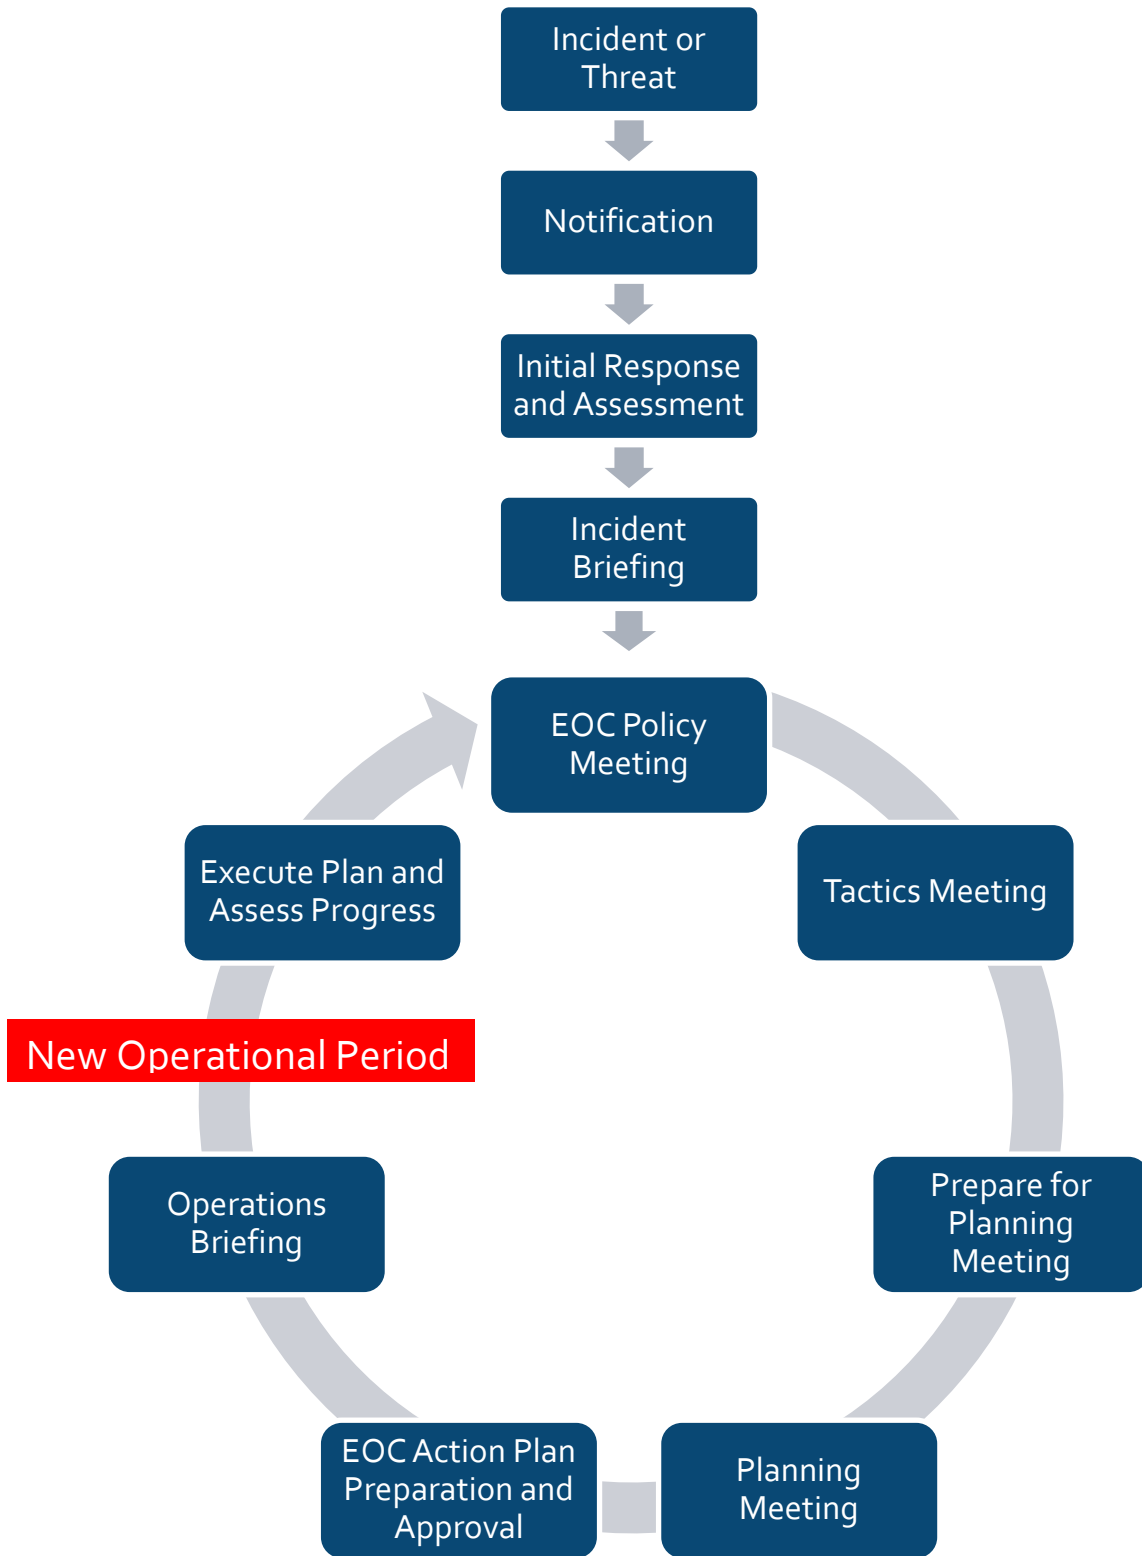 Incident or
Threat
Notification
Initial Response
and Assessment
Incident
Briefing
EOC Policy
Meeting
Tactics Meeting
Prepare for
Planning
Meeting
Planning
Meeting
EOC Action Plan
Preparation and
Approval
Operations
Briefing
New Operational Period
Execute Plan and
Assess Progress